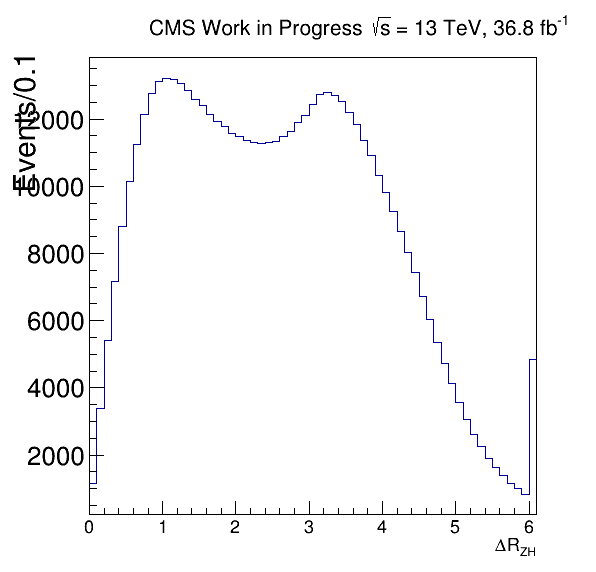 CMS Work in Progress √s = 13 TeV, 36.8 fb⁻¹
Events/0.1
12000
10000
8000
6000
4000
2000
0 1 2 3 4 5 6
ΔR_ZH